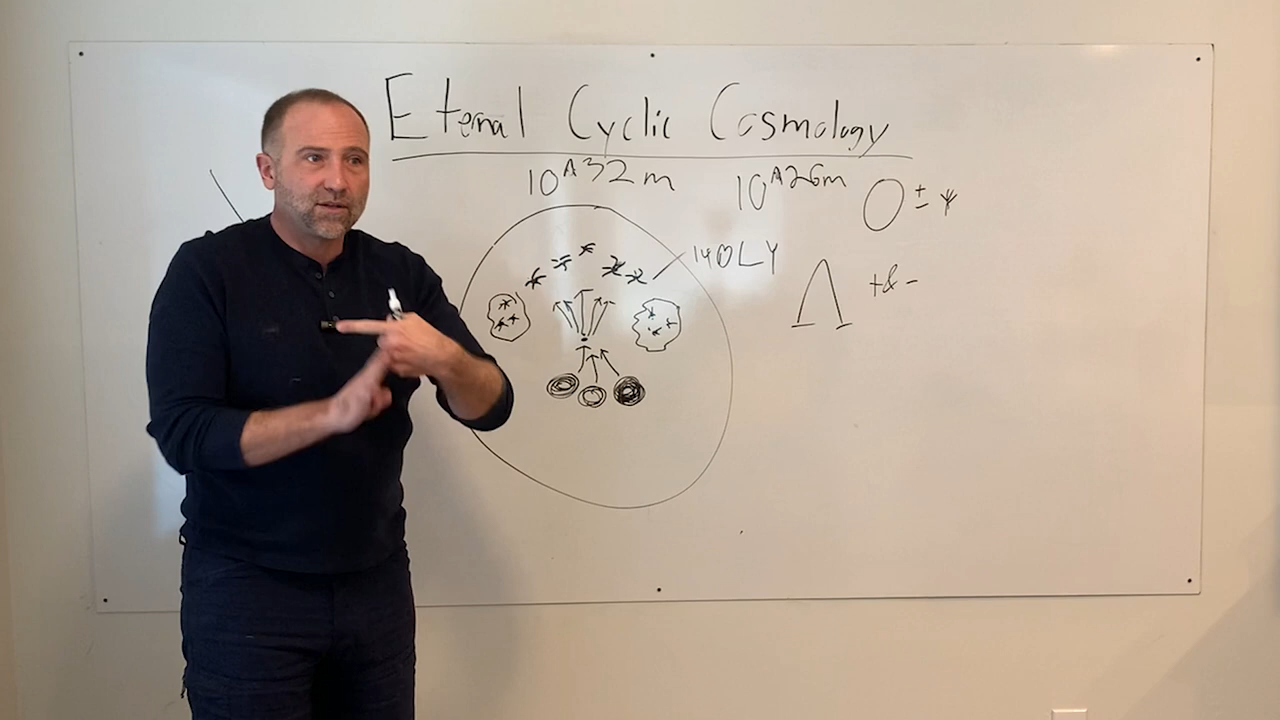 Eternal Cyclic Cosmology
10^32m 10^26m O ±
140LY
Λ +& -